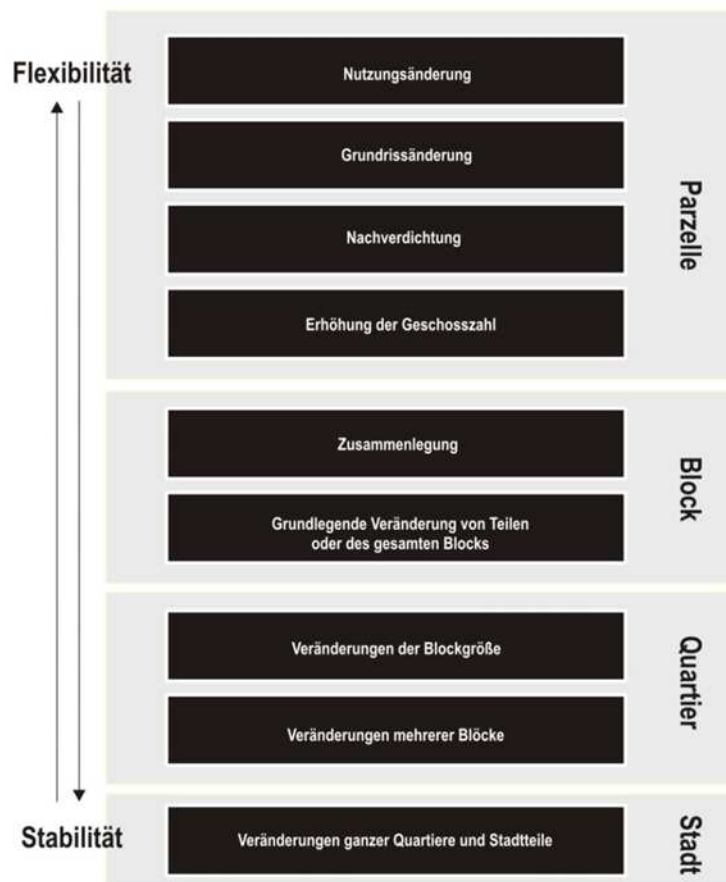 Flexibilität
Nutzungsänderung
Grundrissänderung
Nachverdichtung
Erhöhung der Geschosszahl
Parzelle
Zusammenlegung
Grundlegende Veränderung von Teilen
oder des gesamten Blocks
Block
Veränderungen der Blockgröße
Veränderungen mehrerer Blöcke
Quartier
Stabilität
Veränderungen ganzer Quartiere und Stadtteile
Stadt